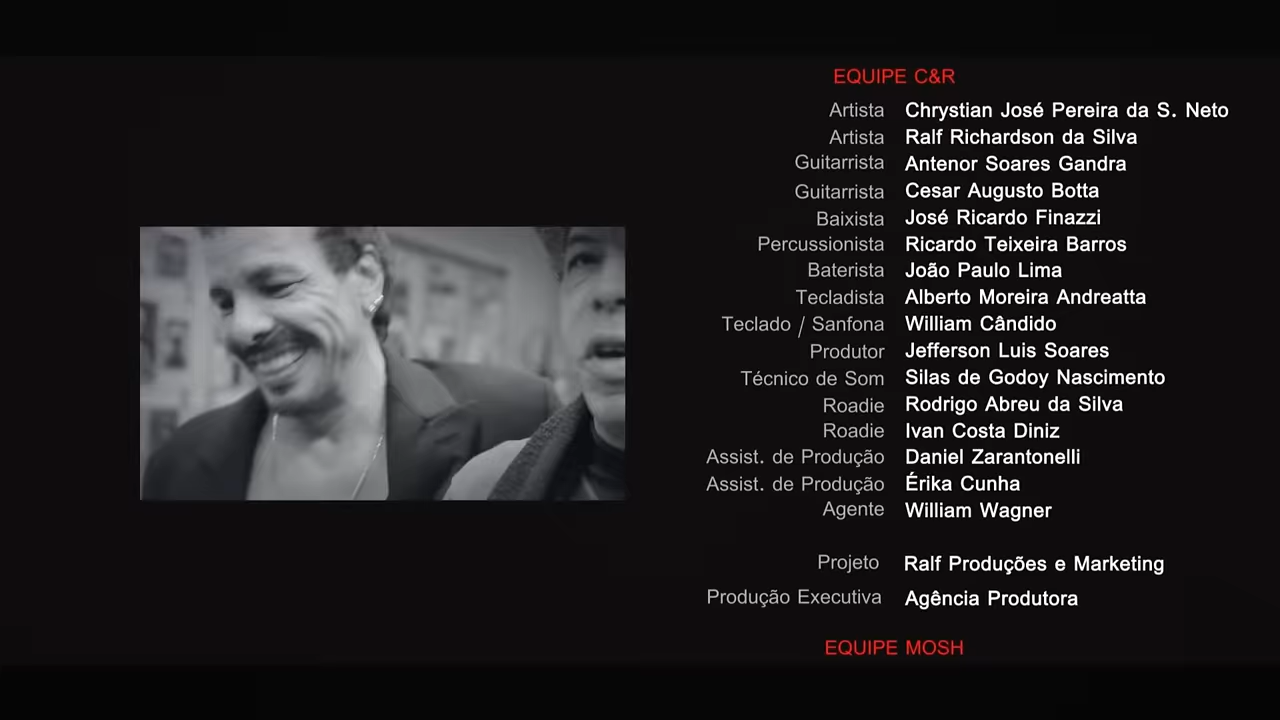 EQUIPE C&R
Artista Chrystian José Pereira da S. Neto
Artista Ralf Richardson da Silva
Guitarrista Antenor Soares Gandra
Guitarrista Cesar Augusto Botta
Baixista José Ricardo Finazzi
Percussionista Ricardo Teixeira Barros
Baterista João Paulo Lima
Tecladista Alberto Moreira Andreatta
Teclado / Sanfona William Cândido
Produtor Jefferson Luis Soares
Técnico de Som Silas de Godoy Nascimento
Roadie Rodrigo Abreu da Silva
Roadie Ivan Costa Diniz
Assist. de Produção Daniel Zarantonelli
Assist. de Produção Érika Cunha
Agente William Wagner
Projeto Ralf Produções e Marketing
Produção Executiva Agência Produtora
EQUIPE MOSH